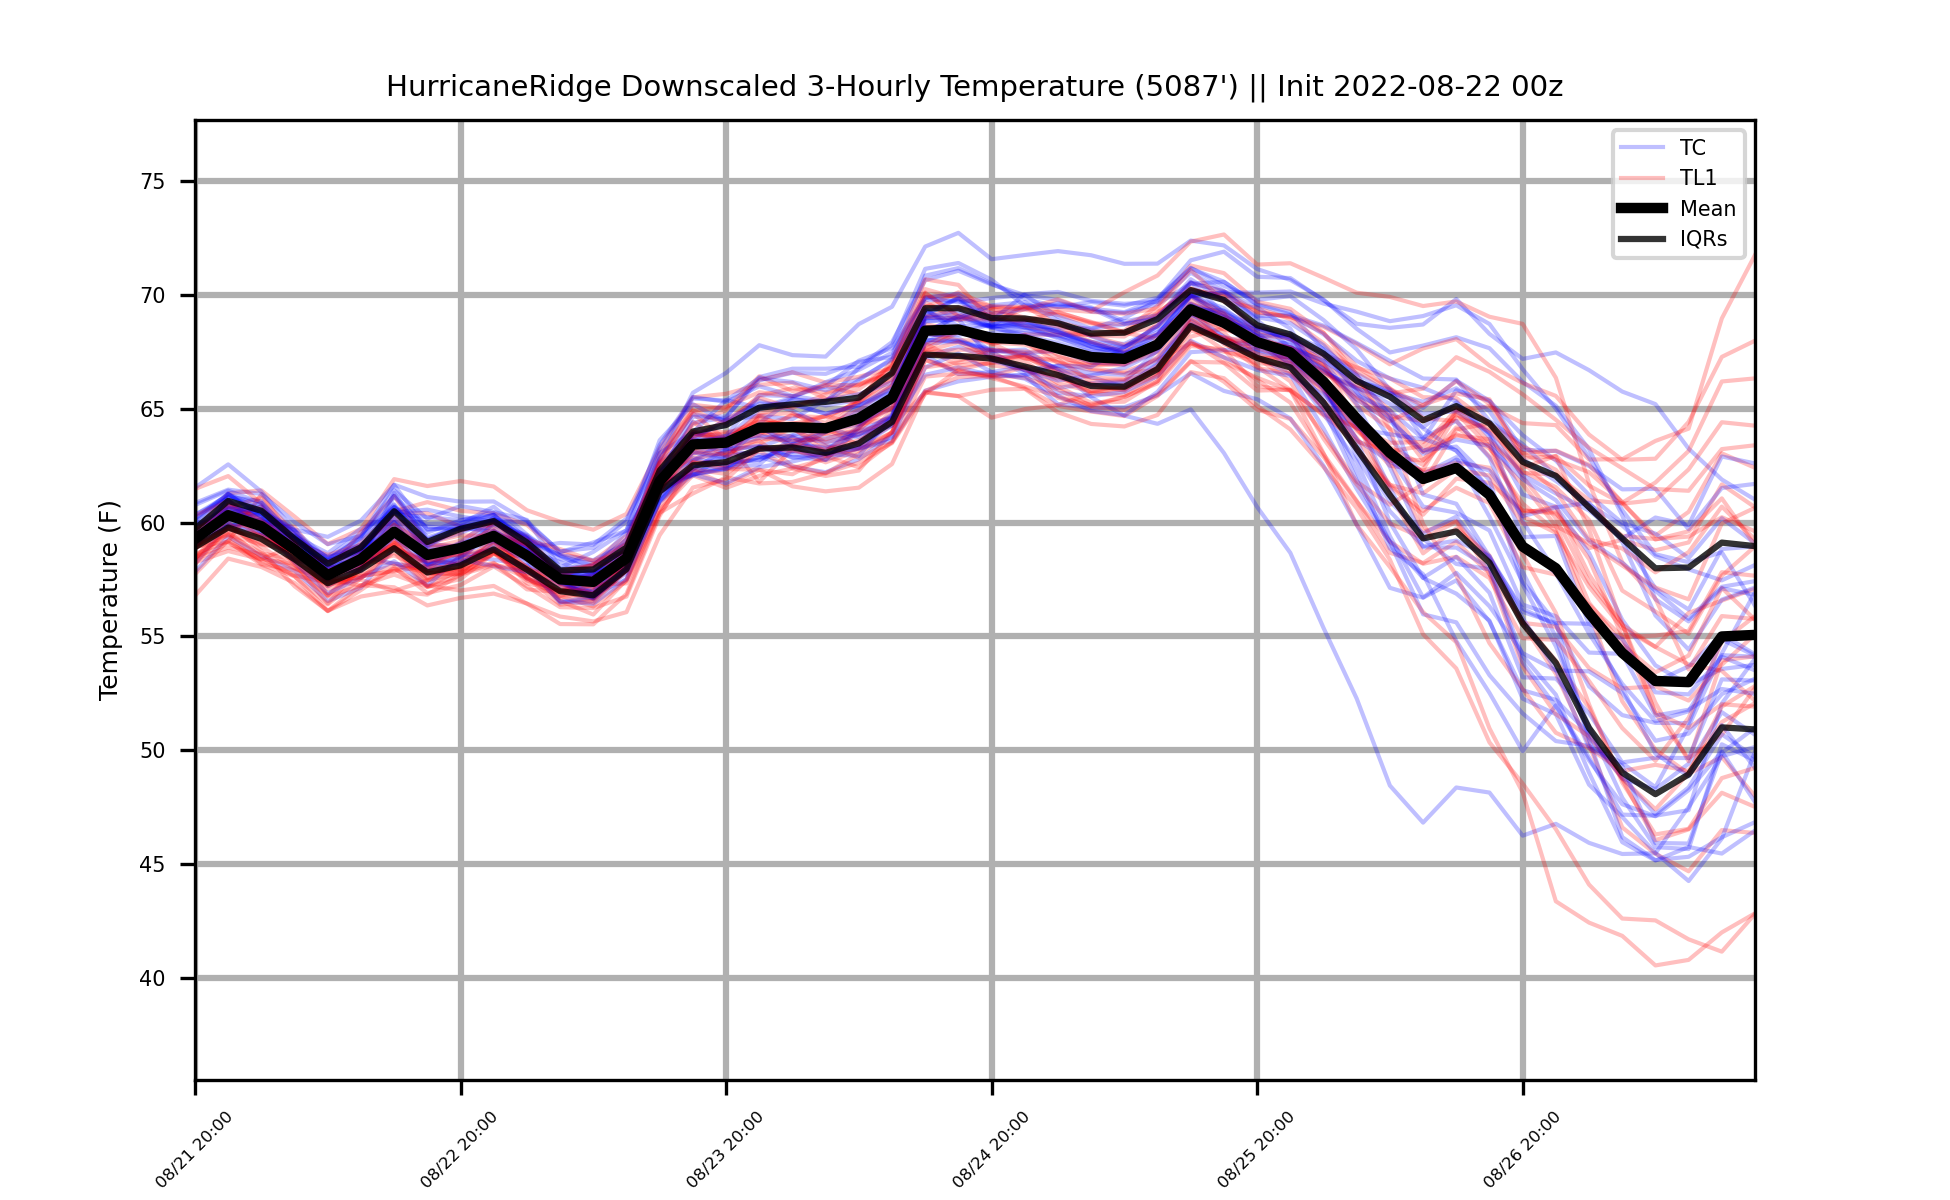 HurricaneRidge Downscaled 3-Hourly Temperature (5087') || Init 2022-08-22 00z
TC
TL1
Mean
IQRs
Temperature (F)
75
70
65
60
55
50
45
40
08/21 20:00
08/22 20:00
08/23 20:00
08/24 20:00
08/25 20:00
08/26 20:00